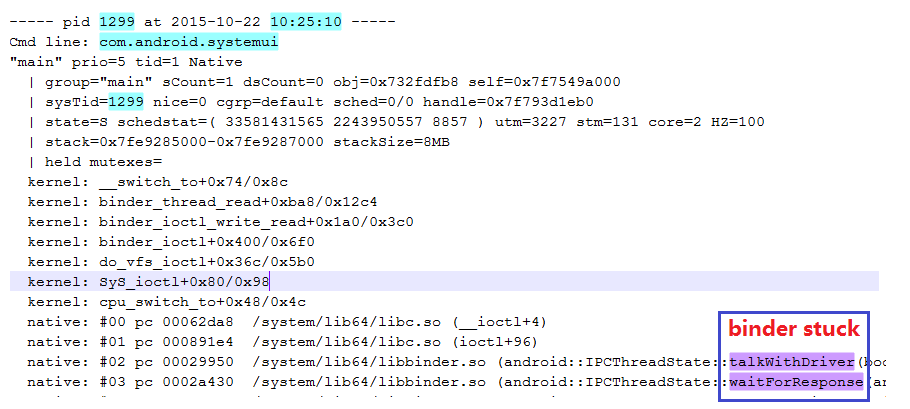 ----- pid 1299 at 2015-10-22 10:25:10 -----
Cmd line: com.android.systemui
"main" prio=5 tid=1 Native
| group="main" sCount=1 dsCount=0 obj=0x732fdfb8 self=0x7f7549a000
| sysTid=1299 nice=0 cgrp=default sched=0/0 handle=0x7f793d1eb0
| state=S schedstat=( 33581431565 2243950557 8857 ) utm=3227 stm=131 core=2 HZ=100
| stack=0x7fe9285000-0x7fe9287000 stackSize=8MB
| held mutexes=
kernel: __switch_to+0x74/0x8c
kernel: binder_thread_read+0xba8/0x12c4
kernel: binder_ioctl_write_read+0x1a0/0x3c0
kernel: binder_ioctl+0x400/0x6f0
kernel: do_vfs_ioctl+0x36c/0x5b0
kernel: SyS_ioctl+0x80/0x98
kernel: cpu_switch_to+0x48/0x4c
native: #00 pc 00062da8 /system/lib64/libc.so (__ioctl+4)
native: #01 pc 000891e4 /system/lib64/libc.so (ioctl+96)
binder stuck
native: #02 pc 00029950 /system/lib64/libbinder.so (android::IPCThreadState::talkWithDriver(boo
native: #03 pc 0002a430 /system/lib64/libbinder.so (android::IPCThreadState::waitForResponse(an